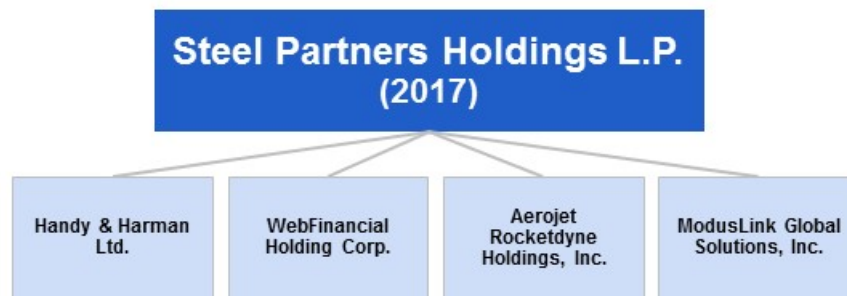 Steel Partners Holdings L.P.
(2017)
Handy & Harman
Ltd.
WebFinancial
Holding Corp.
Aerojet
Rocketdyne
Holdings, Inc.
ModusLink Global
Solutions, Inc.